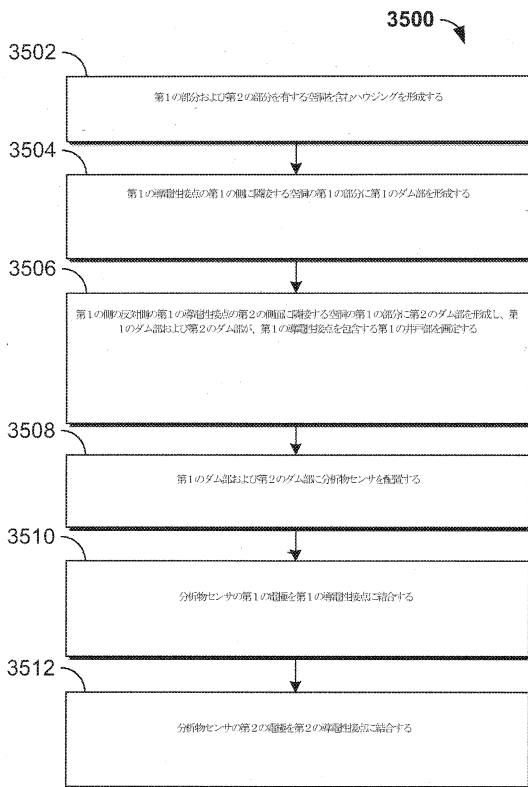 3500
3502
第１の部分および第２の部分を有する空洞を含むハウジングを形成する
3504
第１の導電性接点の第１の側に隣接する空洞の第１の部分に第１のダム部を形成する
3506
第１の側の反対側の第１の導電性接点の第２の側面に隣接する空洞の第１の部分に第２のダム部を形成し、第
１のダム部および第２のダム部が、第１の導電性接点を包含する第１の井戸部を画定する
3508
第１のダム部および第２のダム部に分析物センサを配置する
3510
分析物センサの第１の電極を第１の導電性接点に結合する
3512
分析物センサの第２の電極を第２の導電性接点に結合する